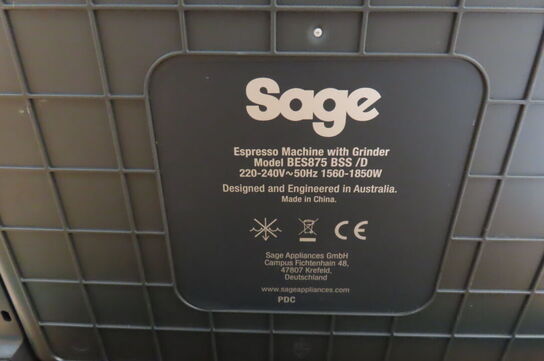 Sage
Espresso Machine with Grinder
Model BES875 BSS /D
220-240V~50Hz 1560-1850W
Designed and Engineered in Australia.
Made in China.
CE
Sage Appliances GmbH
Campus Fichtenhain 48,
47807 Krefeld,
Deutschland
www.sageappliances.com
PDC